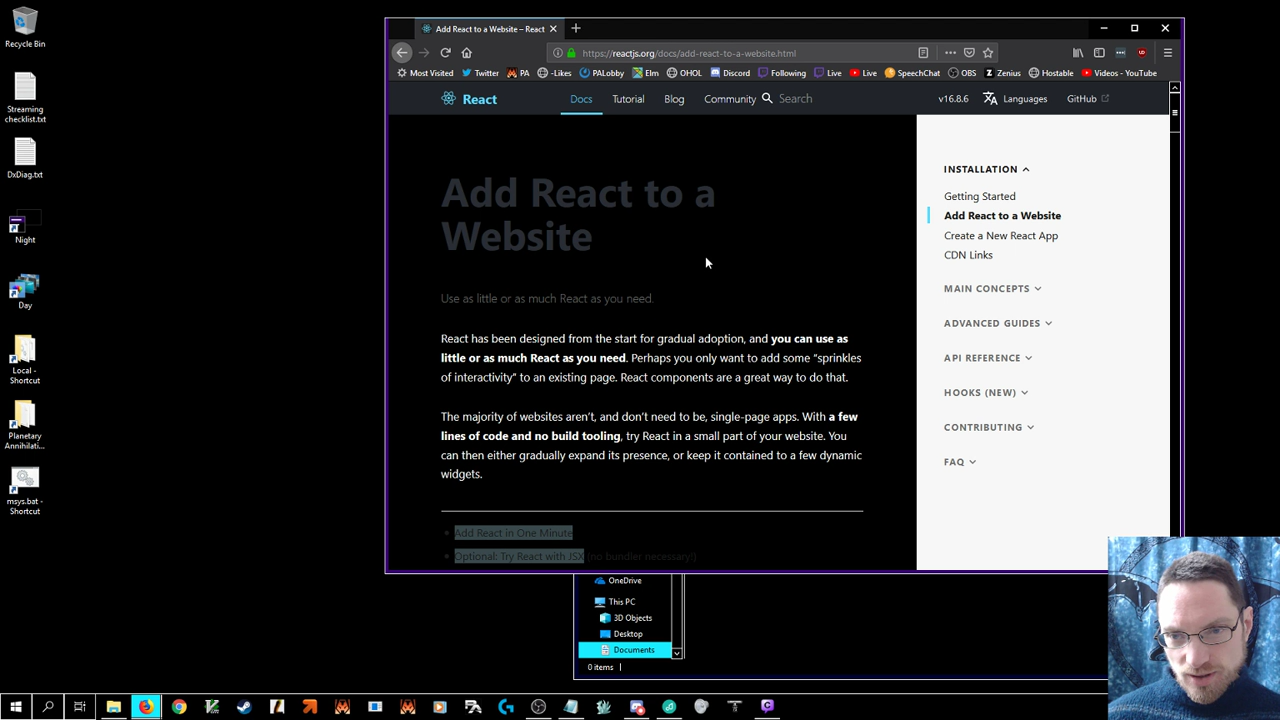 Recycle Bin
Streaming
checklist.txt
DxDiag.txt
Night
Day
Local -
Shortcut
Planetary
Annihilati...
msys.bat -
Shortcut
Add React to a Website – React
https://reactjs.org/docs/add-react-to-a-website.html
Most Visited Twitter PA -Likes PALobby Elm OHOL Discord Following Live Live SpeechChat OBS Zenius Hostable Videos - YouTube
React Docs Tutorial Blog Community Search v16.8.6 Languages GitHub
Add React to a
Website
Use as little or as much React as you need.
React has been designed from the start for gradual adoption, and you can use as
little or as much React as you need. Perhaps you only want to add some “sprinkles
of interactivity” to an existing page. React components are a great way to do that.
The majority of websites aren’t, and don’t need to be, single-page apps. With a few
lines of code and no build tooling, try React in a small part of your website. You
can then either gradually expand its presence, or keep it contained to a few dynamic
widgets.
Add React in One Minute
Optional: Try React with JSX (no bundler necessary!)
INSTALLATION
Getting Started
Add React to a Website
Create a New React App
CDN Links
MAIN CONCEPTS
ADVANCED GUIDES
API REFERENCE
HOOKS (NEW)
CONTRIBUTING
FAQ
OneDrive
This PC
3D Objects
Desktop
Documents
0 items